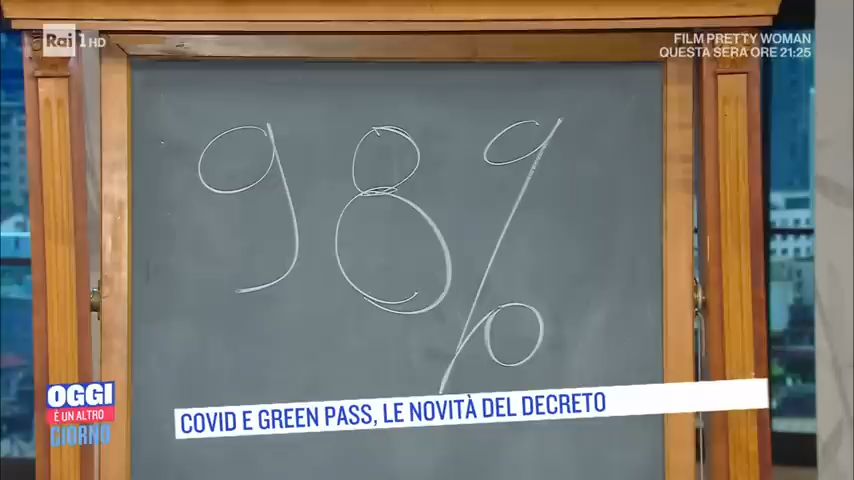 Rai 1 HD
FILM PRETTY WOMAN
QUESTA SERA ORE 21:25
98%
OGGI
È UN ALTRO
GIORNO
COVID E GREEN PASS, LE NOVITÀ DEL DECRETO